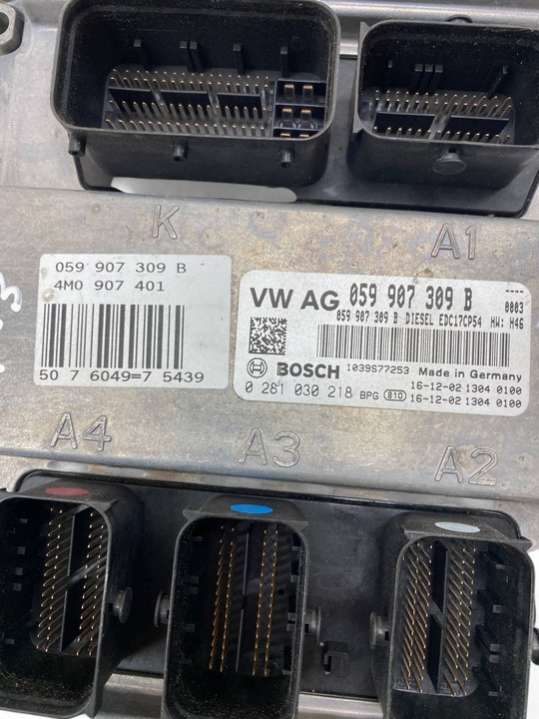 K
A1
059 907 309 B
4M0 907 401
50 7 6049=7 5439
VW AG 059 907 309 B
0003
059 907 309 B DIESEL EDC17CP54 HW: H46
BOSCH 1039S77253 Made in Germany
0 281 030 218 BPG 810 16-12-02 1304 0100
16-12-02 1304 0100
A4
A3
A2